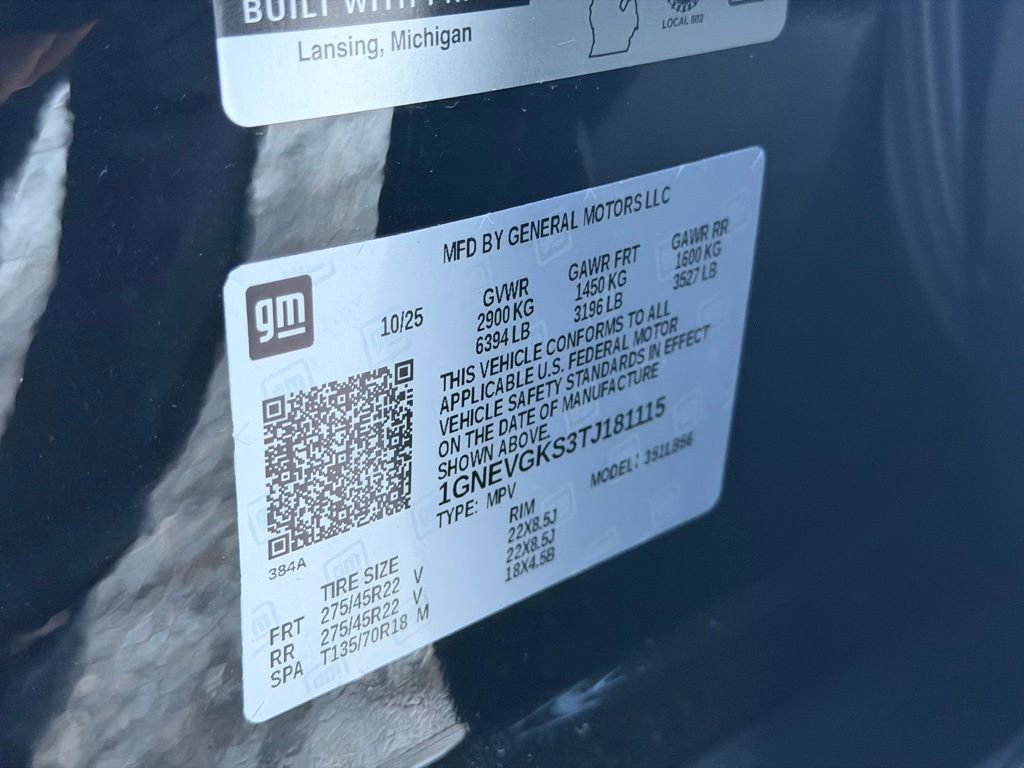 BUILT WITH
Lansing, Michigan
LOCAL 602
MFD BY GENERAL MOTORS LLC
gm
10/25
GVWR GAWR FRT GAWR RR
2900 KG 1450 KG 1600 KG
6394 LB 3196 LB 3527 LB
THIS VEHICLE CONFORMS TO ALL
APPLICABLE U.S. FEDERAL MOTOR
VEHICLE SAFETY STANDARDS IN EFFECT
ON THE DATE OF MANUFACTURE
SHOWN ABOVE.
1GNEVGKS3TJ181115
TYPE: MPV MODEL: 351LB56
384A
TIRE SIZE RIM
FRT 275/45R22 V 22X8.5J
RR 275/45R22 V 22X8.5J
SPA T135/70R18 M 18X4.5B